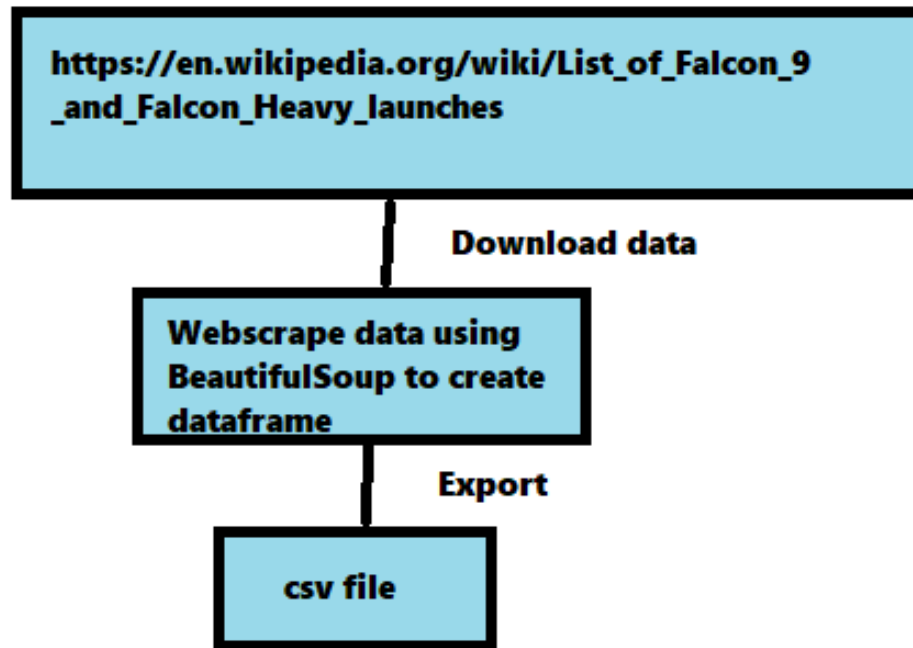 https://en.wikipedia.org/wiki/List_of_Falcon_9
_and_Falcon_Heavy_launches
Download data
Webscrape data using
BeautifulSoup to create
dataframe
Export
csv file